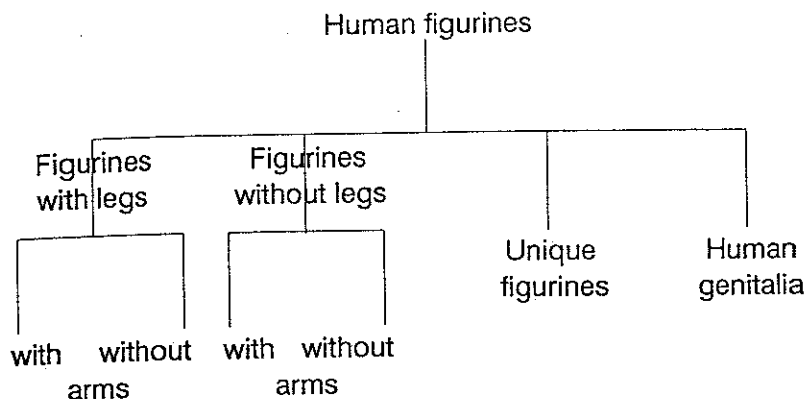 Human figurines
Figurines
with legs
Figurines
without legs
Unique
figurines
Human
genitalia
with without
arms
with without
arms